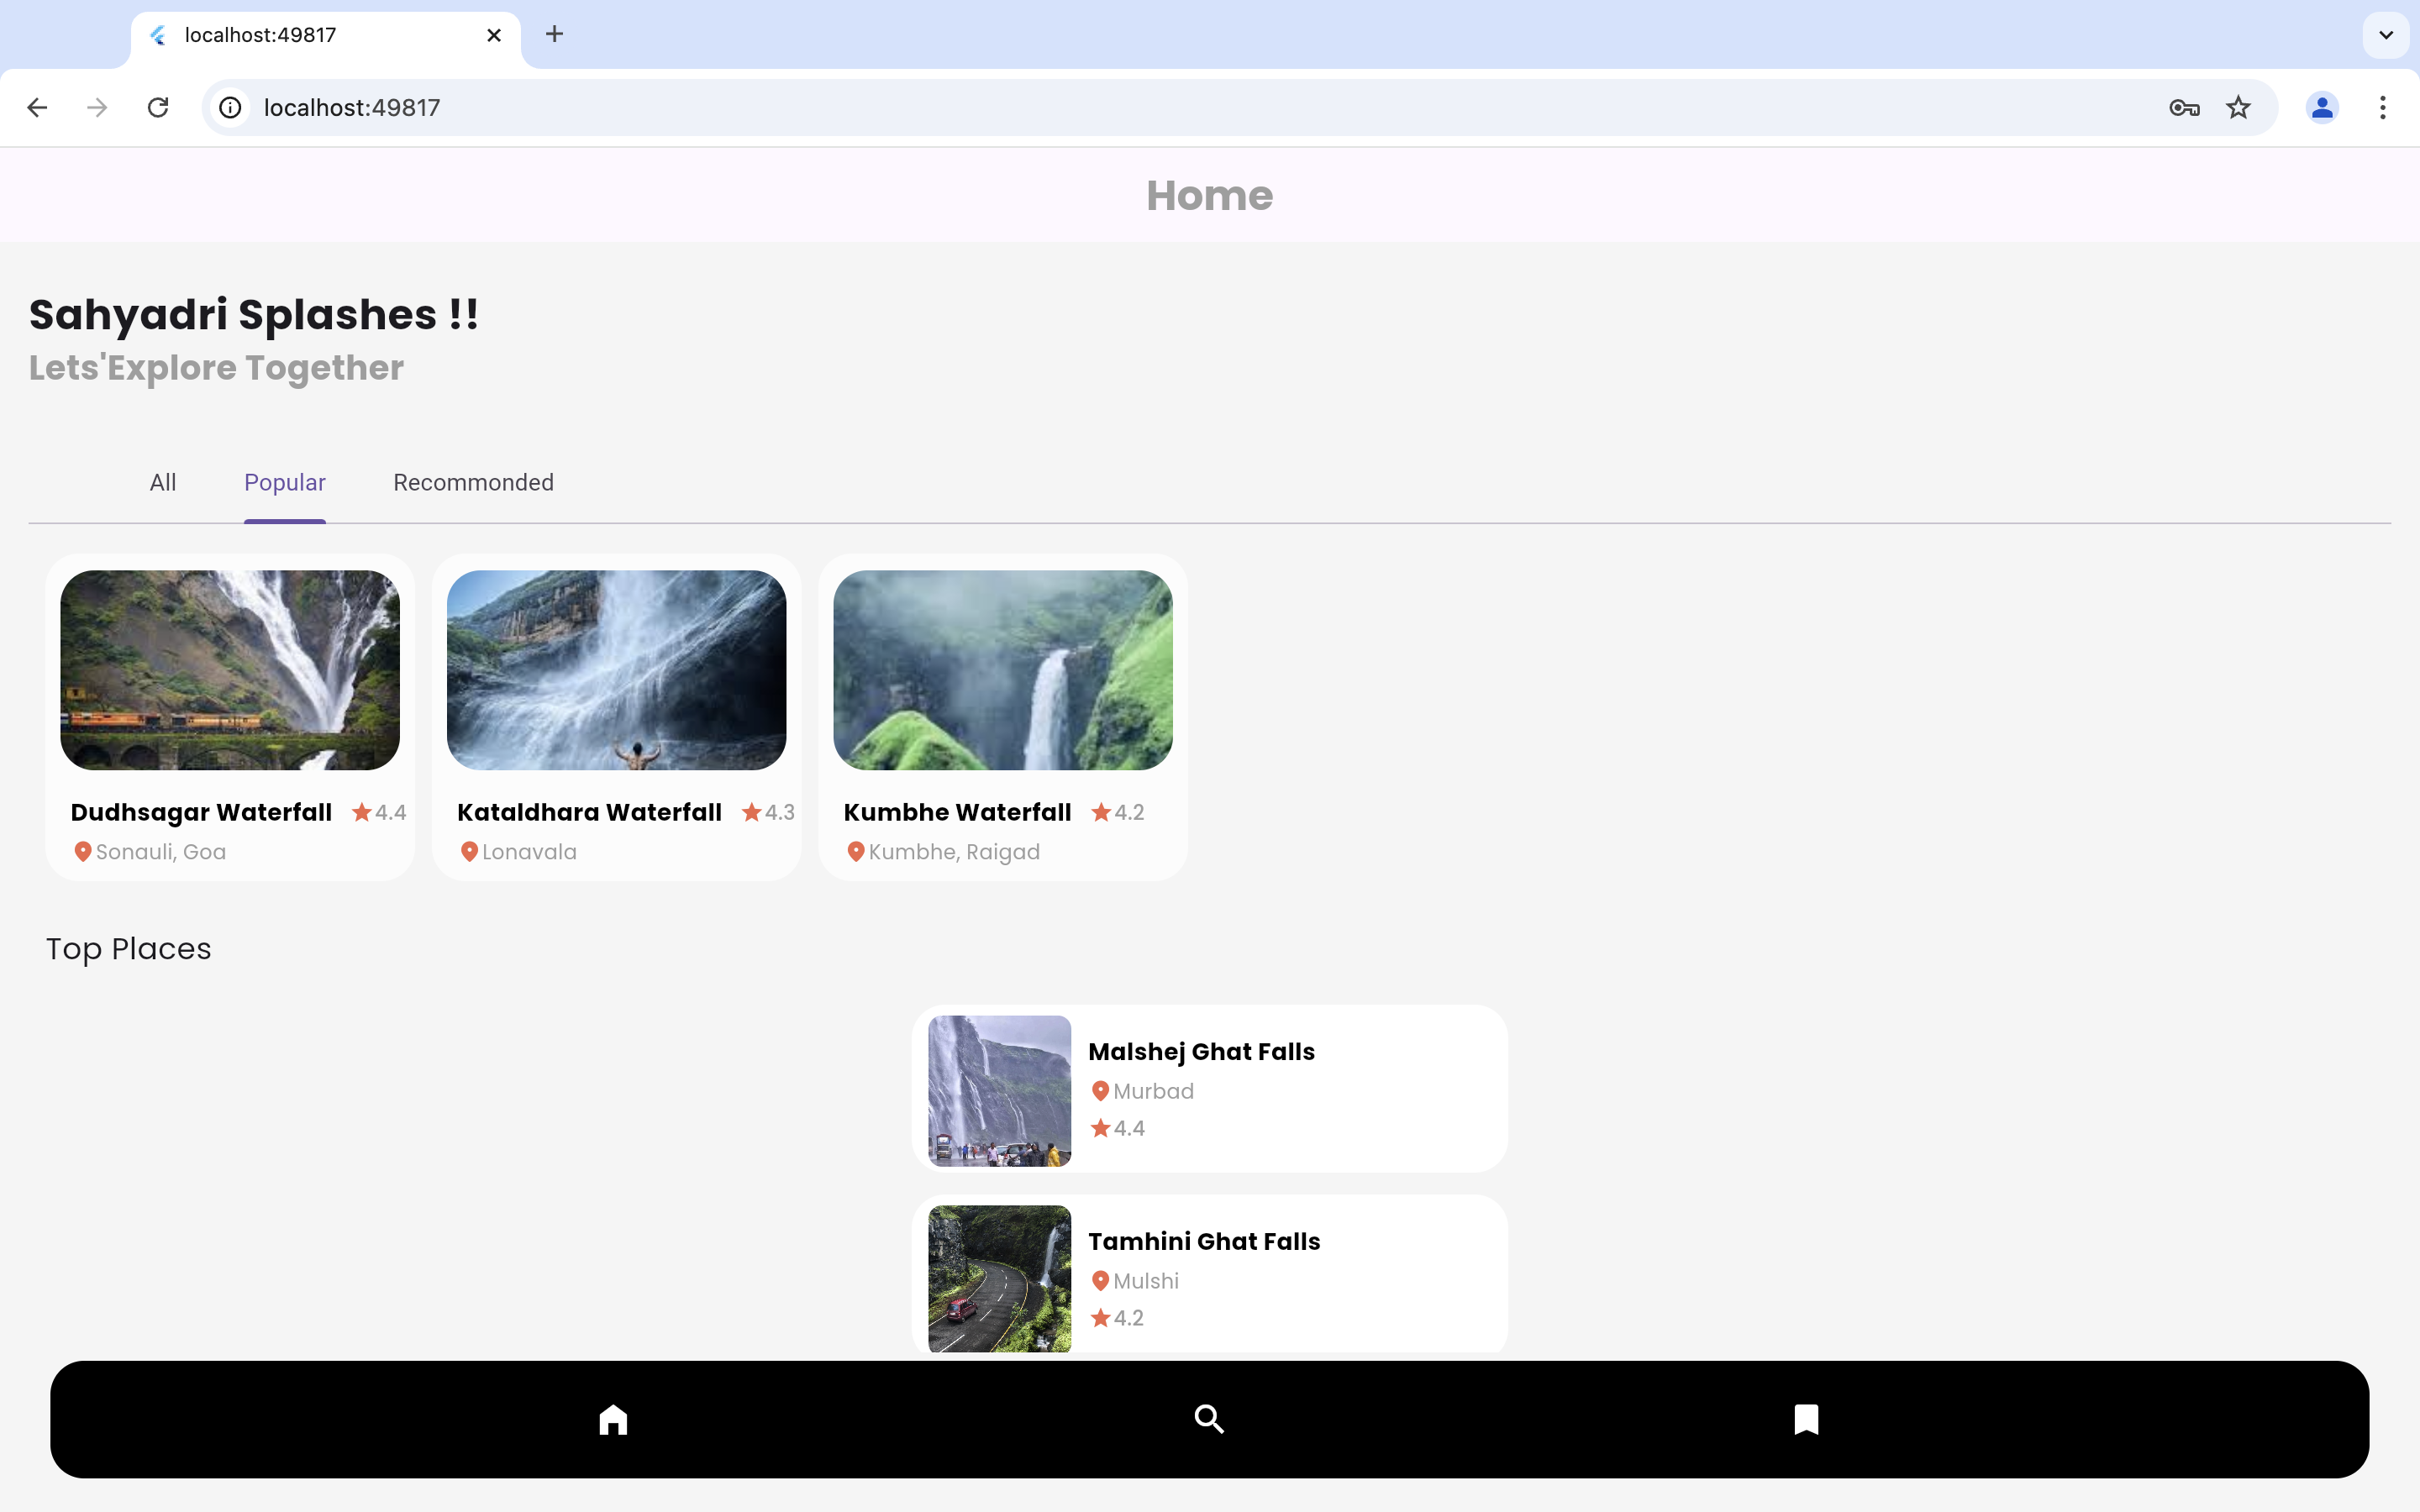 localhost:49817
localhost:49817
Home
Sahyadri Splashes !!
Lets'Explore Together
All Popular Recommonded
Dudhsagar Waterfall 4.4
Sonauli, Goa
Kataldhara Waterfall 4.3
Lonavala
Kumbhe Waterfall 4.2
Kumbhe, Raigad
Top Places
Malshej Ghat Falls
Murbad
4.4
Tamhini Ghat Falls
Mulshi
4.2